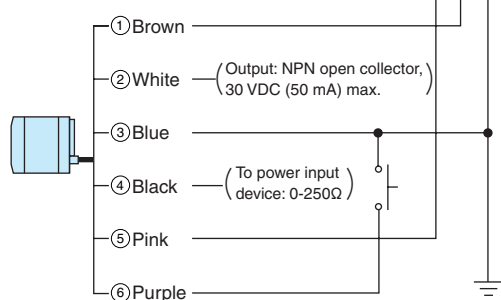 ①Brown
②White
(Output: NPN open collector,
30 VDC (50 mA) max.)
③Blue
④Black
(To power input
device: 0-250Ω)
⑤Pink
⑥Purple